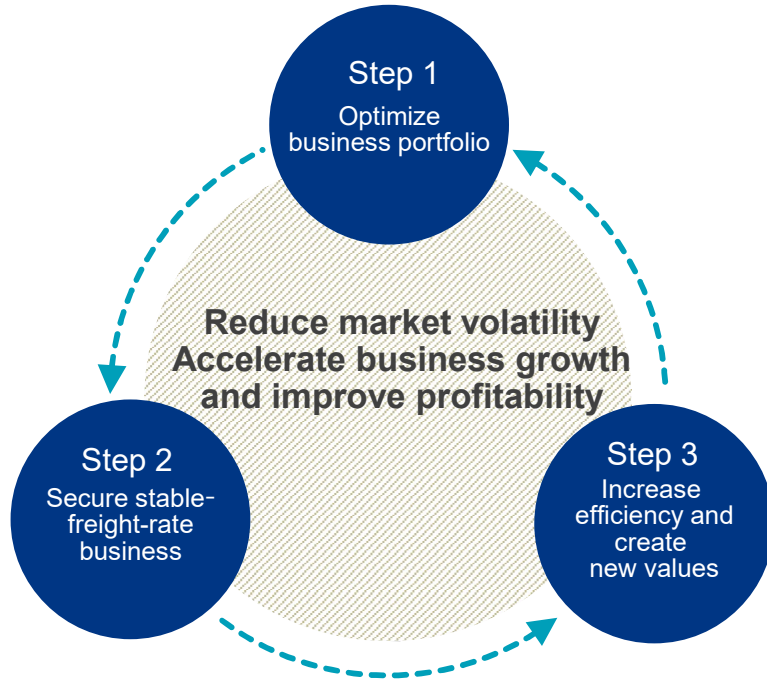 Step 1
Optimize
business portfolio
Reduce market volatility
Accelerate business growth
and improve profitability
Step 2
Secure stable-
freight-rate
business
Step 3
Increase
efficiency and
create
new values